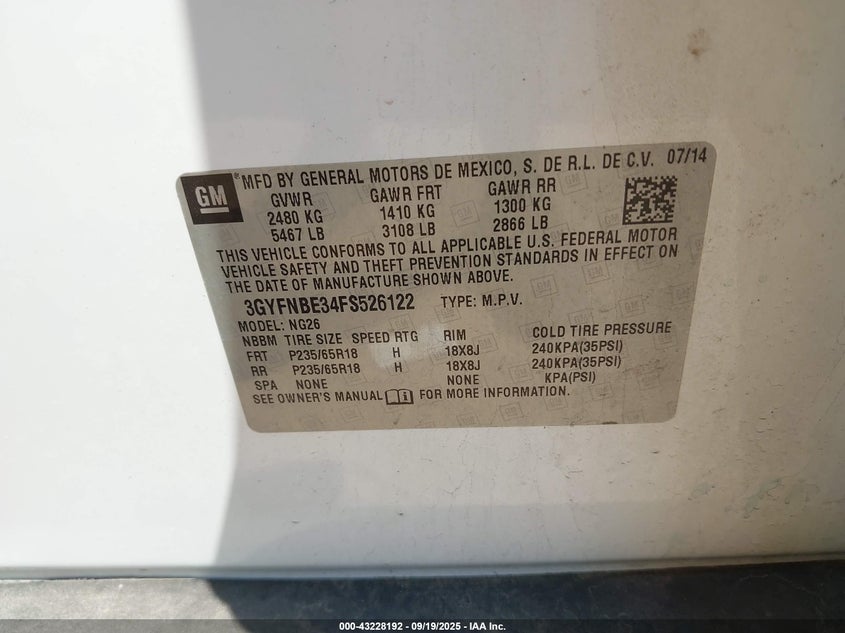 GM ® MFD BY GENERAL MOTORS DE MEXICO, S. DE R.L. DE C.V. 07/14
GVWR GAWR FRT GAWR RR
2480 KG 1410 KG 1300 KG
5467 LB 3108 LB 2866 LB
THIS VEHICLE CONFORMS TO ALL APPLICABLE U.S. FEDERAL MOTOR
VEHICLE SAFETY AND THEFT PREVENTION STANDARDS IN EFFECT ON
THE DATE OF MANUFACTURE SHOWN ABOVE.
3GYFNBE34FS526122 TYPE: M.P.V.
MODEL: NG26
NBBM TIRE SIZE SPEED RTG RIM COLD TIRE PRESSURE
FRT P235/65R18 H 18X8J 240KPA(35PSI)
RR P235/65R18 H 18X8J 240KPA(35PSI)
SPA NONE NONE KPA(PSI)
SEE OWNER'S MANUAL FOR MORE INFORMATION.
000-43228192 - 09/19/2025 - IAA Inc.